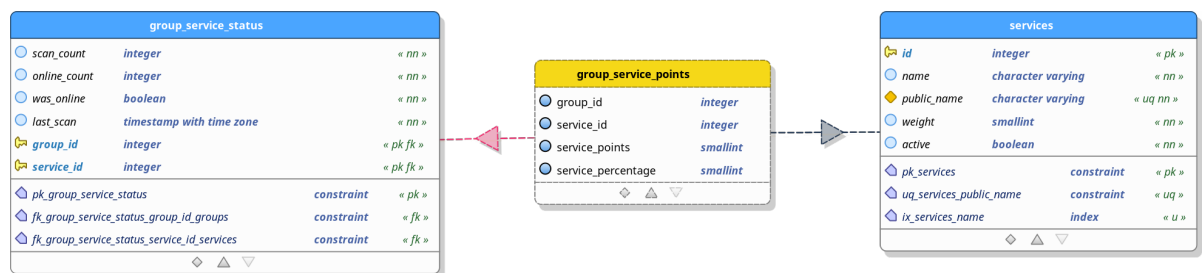 group_service_status
scan_count integer « nn »
online_count integer « nn »
was_online boolean « nn »
last_scan timestamp with time zone « nn »
group_id integer « pk fk »
service_id integer « pk fk »
pk_group_service_status constraint « pk »
fk_group_service_status_group_id_groups constraint « fk »
fk_group_service_status_service_id_services constraint « fk »
group_service_points
group_id integer
service_id integer
service_points smallint
service_percentage smallint
services
id integer « pk »
name character varying « nn »
public_name character varying « uq nn »
weight smallint « nn »
active boolean « nn »
pk_services constraint « pk »
uq_services_public_name constraint « uq »
ix_services_name index « u »